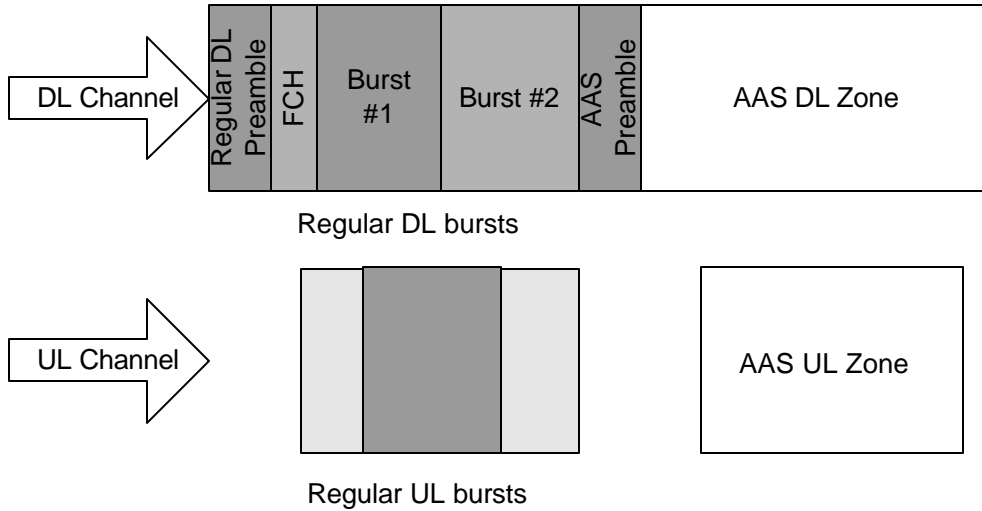 DL Channel
Regular DL
Preamble
FCH
Burst
#1
Burst #2
AAS
Preamble
AAS DL Zone
Regular DL bursts
UL Channel
AAS UL Zone
Regular UL bursts